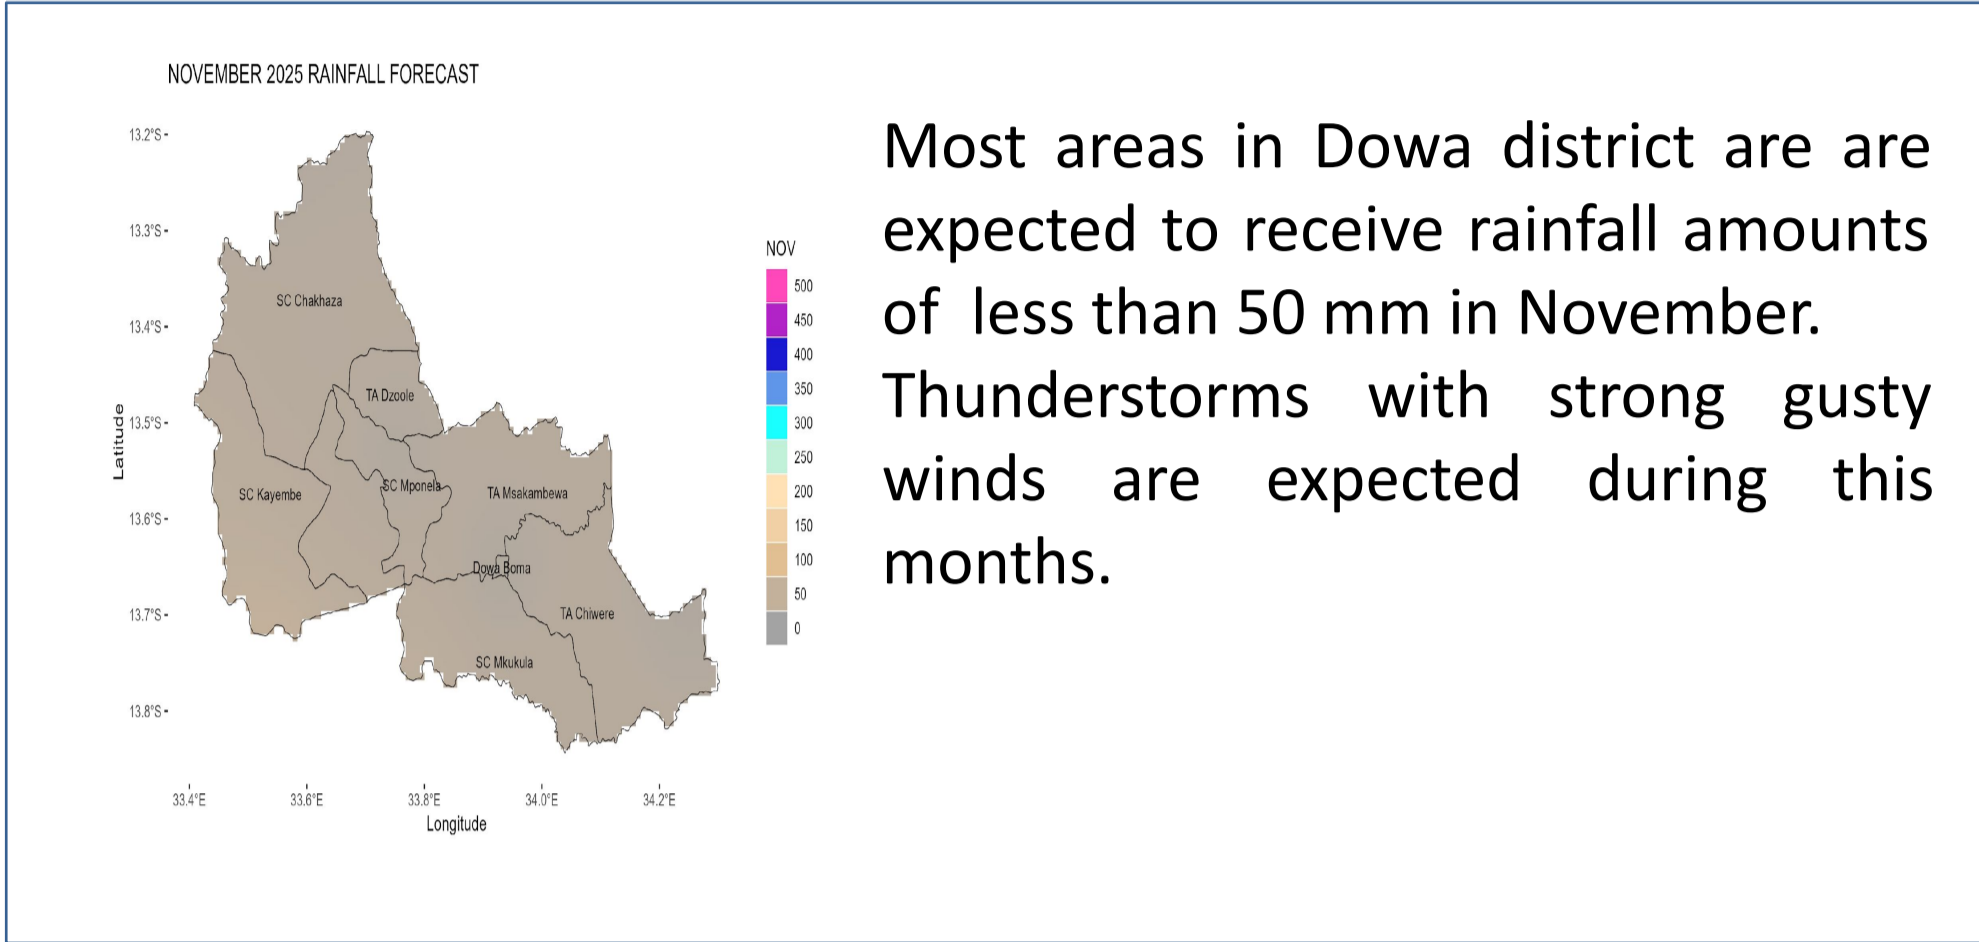 NOVEMBER 2025 RAINFALL FORECAST
13.2°S
13.3°S
13.4°S
13.5°S
13.6°S
13.7°S
13.8°S
Latitude
SC Chakhaza
TA Dzoole
SC Kayembe
SC Mponela
TA Msakambewa
Dowa Boma
TA Chiwere
SC Mkukula
33.4°E
33.6°E
33.8°E
34.0°E
34.2°E
Longitude
NOV
500
450
400
350
300
250
200
150
100
50
0
Most areas in Dowa district are are
expected to receive rainfall amounts
of less than 50 mm in November.
Thunderstorms with strong gusty
winds are expected during this
months.